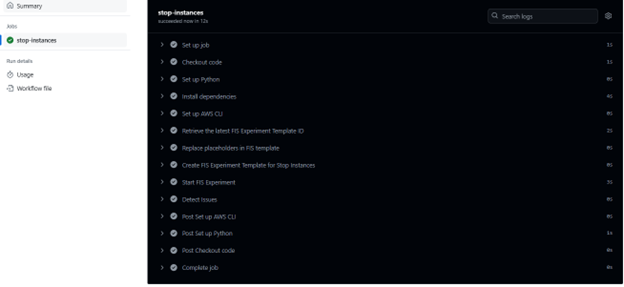 Summary
Jobs
stop-instances
Run details
Usage
Workflow file
stop-instances
succeeded now in 12s
Search logs
Set up job
1s
Checkout code
1s
Set up Python
0s
Install dependencies
4s
Set up AWS CLI
0s
Retrieve the latest FIS Experiment Template ID
2s
Replace placeholders in FIS template
0s
Create FIS Experiment Template for Stop Instances
0s
Start FIS Experiment
3s
Detect Issues
0s
Post Set up AWS CLI
0s
Post Set up Python
1s
Post Checkout code
0s
Complete job
0s